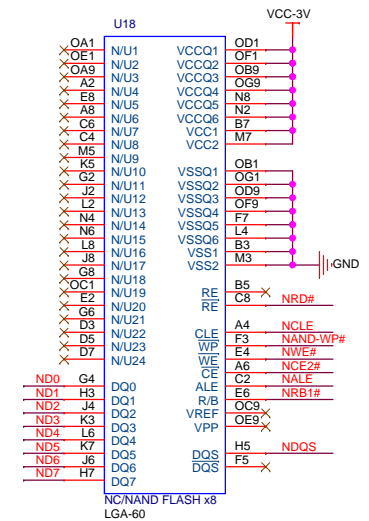 VCC-3V
U18
OA1 N/U1 VCCQ1 OD1
OE1 N/U2 VCCQ2 OF1
OA9 N/U3 VCCQ3 OB9
A2 N/U4 VCCQ4 OG9
E8 N/U5 VCCQ5 N8
A8 N/U6 VCCQ6 N2
C6 N/U7 VCC1 B7
C4 N/U8 VCC2 M7
M5 N/U9
K5 N/U10 VSSQ1 OB1
G2 N/U11 VSSQ2 OG1
J2 N/U12 VSSQ3 OD9
L2 N/U13 VSSQ4 OF9
N4 N/U14 VSSQ5 F7
N6 N/U15 VSSQ6 L4
L8 N/U16 VSS1 B3
J8 N/U17 VSS2 M3 GND
G8 N/U18
OC1 N/U19 RE B5
E2 N/U20 RE C8 NRD#
G6 N/U21
D3 N/U22 CLE A4 NCLE
D5 N/U23 WP F3 NAND-WP#
D7 N/U24 WE E4 NWE#
CE A6 NCE2#
ND0 G4 DQ0 ALE C2 NALE
ND1 H3 DQ1 R/B E6 NRB1#
ND2 J4 DQ2 VREF OC9
ND3 K3 DQ3 VPP OE9
ND4 L6 DQ4
ND5 K7 DQ5 DQS H5 NDQS
ND6 J6 DQ6 DQS F5
ND7 H7 DQ7
NC/NAND FLASH x8
LGA-60